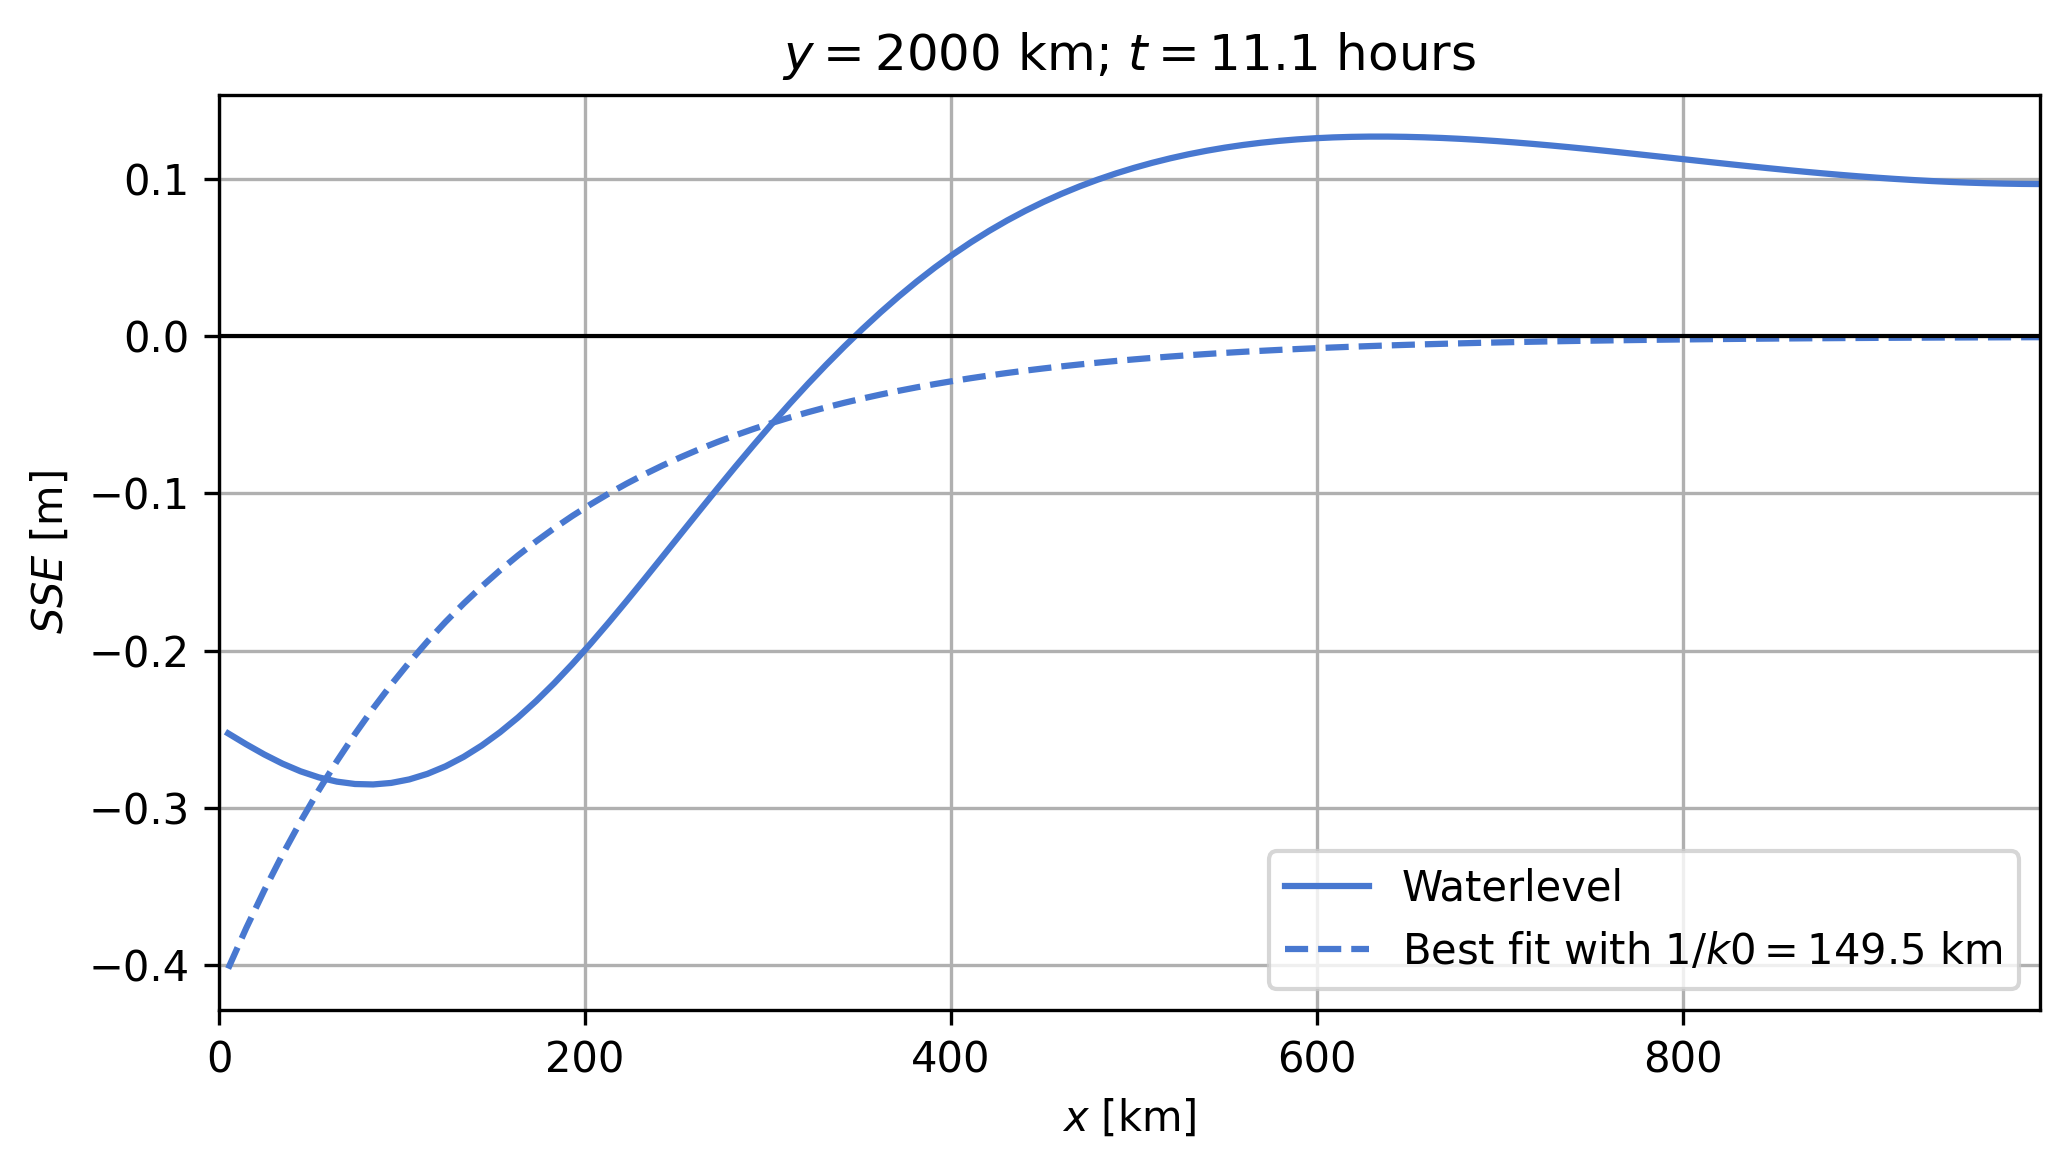 y = 2000 km; t = 11.1 hours
SSE [m]
0.1
0.0
−0.1
−0.2
−0.3
−0.4
Waterlevel
Best fit with 1/k0 = 149.5 km
0 200 400 600 800
x [km]